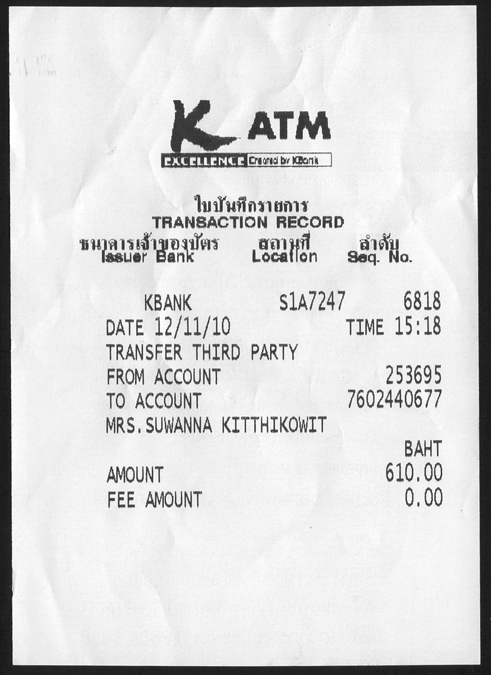 K ATM
EXCELLENCE Created by KBank
ใบบันทึกรายการ
TRANSACTION RECORD
ธนาคารเจ้าของบัตร สถานที่ ลำดับ
Issuer Bank Location Seq. No.
KBANK S1A7247 6818
DATE 12/11/10 TIME 15:18
TRANSFER THIRD PARTY
FROM ACCOUNT 253695
TO ACCOUNT 7602440677
MRS.SUWANNA KITTHIKOWIT
BAHT
AMOUNT 610.00
FEE AMOUNT 0.00